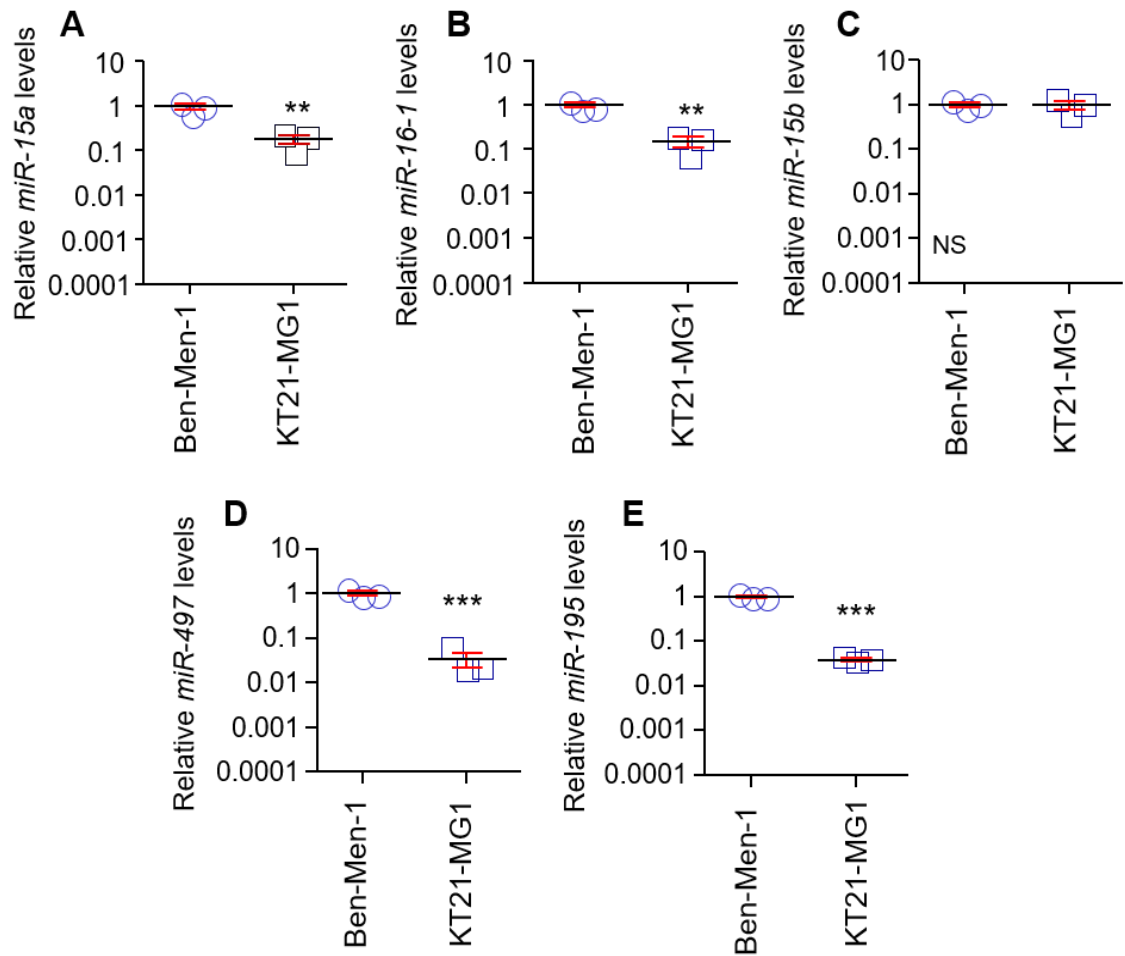 A
Relative miR-15a levels
10
1
0.1
0.01
0.001
0.0001
**
Ben-Men-1
KT21-MG1
B
Relative miR-16-1 levels
10
1
0.1
0.01
0.001
0.0001
**
Ben-Men-1
KT21-MG1
C
Relative miR-15b levels
10
1
0.1
0.01
0.001
0.0001
NS
Ben-Men-1
KT21-MG1
D
Relative miR-497 levels
10
1
0.1
0.01
0.001
0.0001
***
Ben-Men-1
KT21-MG1
E
Relative miR-195 levels
10
1
0.1
0.01
0.001
0.0001
***
Ben-Men-1
KT21-MG1